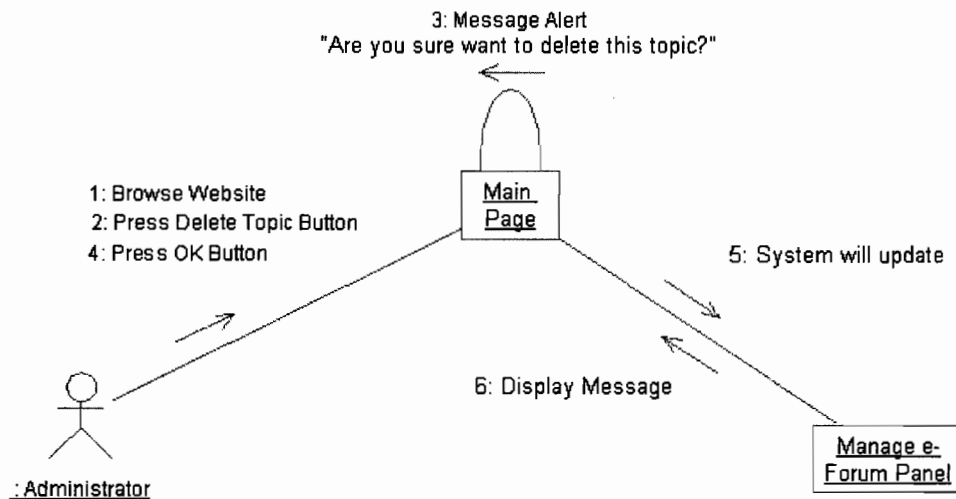 3: Message Alert
"Are you sure want to delete this topic?"
Main
Page
1: Browse Website
2: Press Delete Topic Button
4: Press OK Button
5: System will update
6: Display Message
: Administrator
Manage e-
Forum Panel